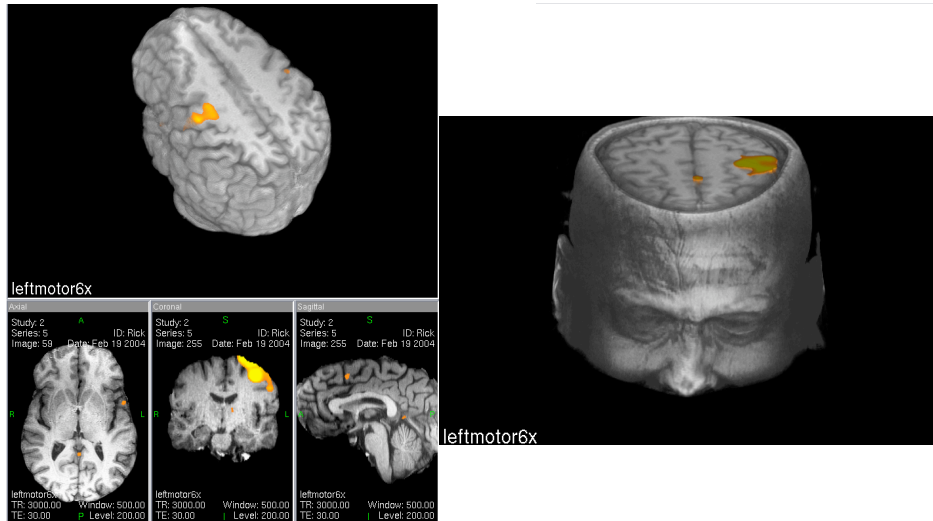 leftmotor6x
Axial
Coronal
Sagittal
Study: 2
A
Series: 5
ID: Rick
Image: 59
Date: Feb 19 2004
R
L
leftmotor6x
TR: 3000.00
Window: 500.00
TE: 30.00
P
Level: 200.00
Study: 2
S
Series: 5
ID: Rick
Image: 255
Date: Feb 19 2004
R
L
leftmotor6x
TR: 3000.00
Window: 500.00
TE: 30.00
I
Level: 200.00
Study: 2
S
Series: 5
ID: Rick
Image: 255
Date: Feb 19 2004
leftmotor6x
TR: 3000.00
Window: 500.00
TE: 30.00
I
Level: 200.00
leftmotor6x